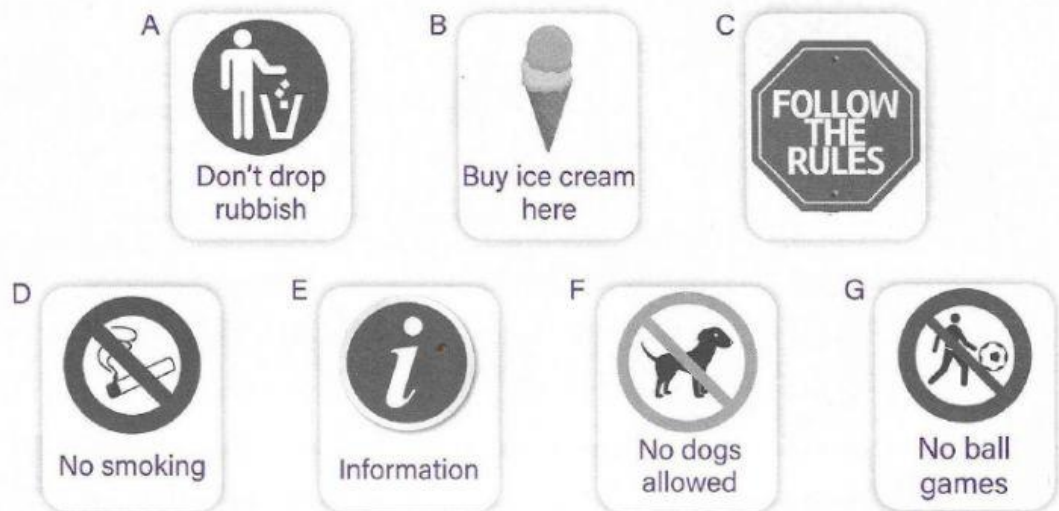 A
Don't drop
rubbish
B
Buy ice cream
here
C
FOLLOW
THE
RULES
D
No smoking
E
i
Information
F
No dogs
allowed
G
No ball
games